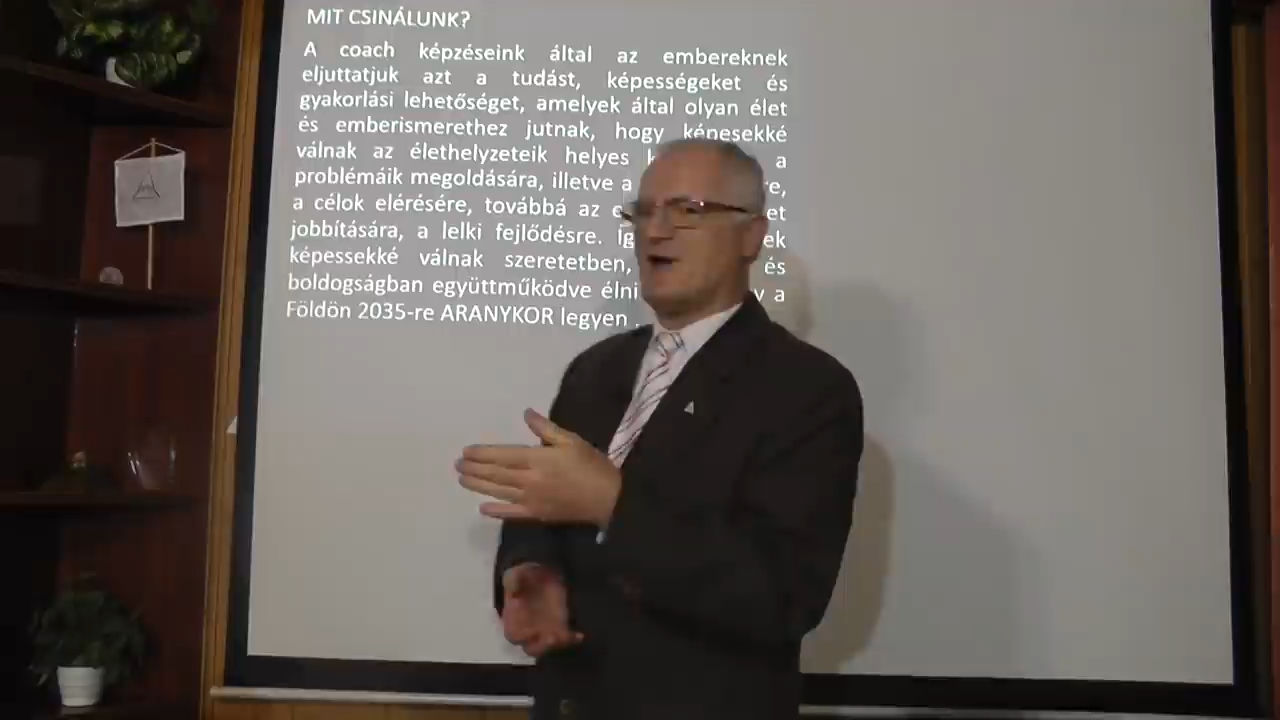 MIT CSINÁLUNK?
A coach képzéseink által az embereknek
eljuttatjuk azt a tudást, képességeket és
gyakorlási lehetőséget, amelyek által olyan élet
és emberismerethez jutnak, hogy képesekké
válnak az élethelyzeteik helyes a
problémáik megoldására, illetve a
a célok elérésére, továbbá az
jobbítására, a lelki fejlődésre.
képessekké válnak szeretetben, és
boldogságban együttműködve élni a
Földön 2035-re ARANYKOR legyen .